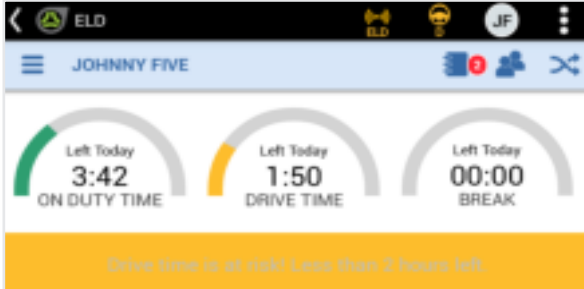 ELD
ELD
D
JF
JOHNNY FIVE
2
Left Today
3:42
ON DUTY TIME
Left Today
1:50
DRIVE TIME
Left Today
00:00
BREAK
Drive time is at risk! Less than 2 hours left.